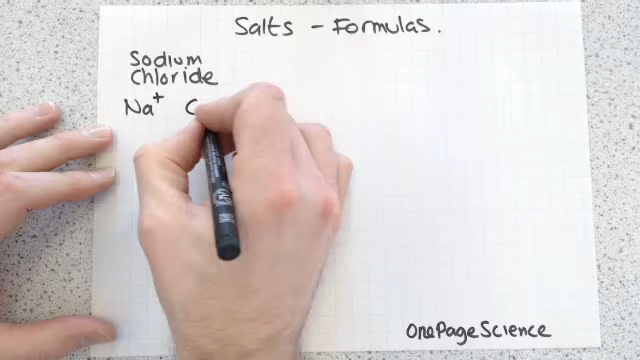 Salts - Formulas.
Sodium
Chloride
Na⁺ C
OnePageScience